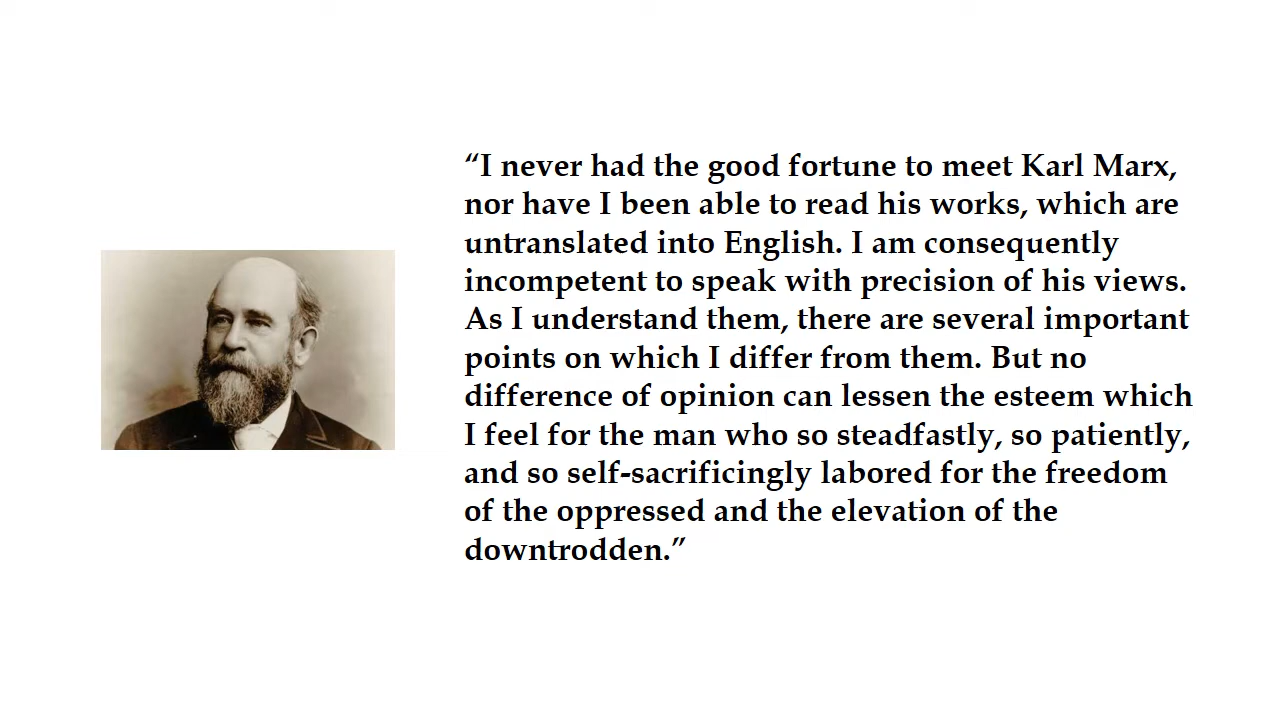 “I never had the good fortune to meet Karl Marx,
nor have I been able to read his works, which are
untranslated into English. I am consequently
incompetent to speak with precision of his views.
As I understand them, there are several important
points on which I differ from them. But no
difference of opinion can lessen the esteem which
I feel for the man who so steadfastly, so patiently,
and so self-sacrificingly labored for the freedom
of the oppressed and the elevation of the
downtrodden.”